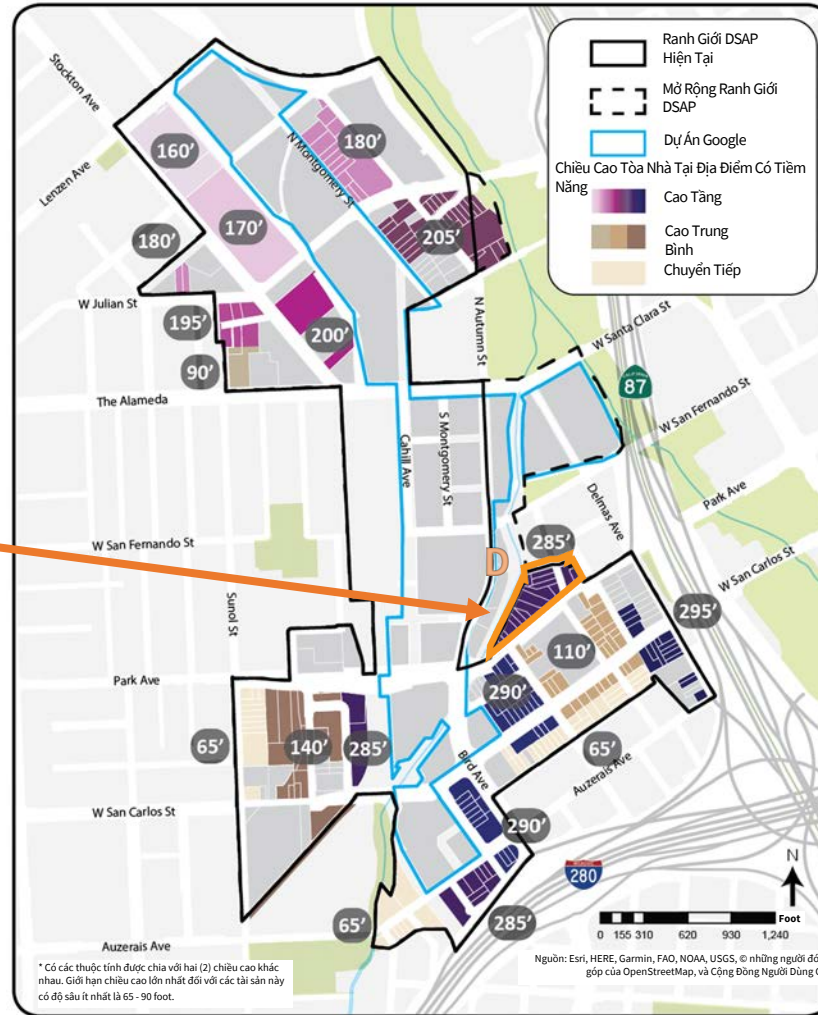 Ranh Giới DSAP
Hiện Tại
Mở Rộng Ranh Giới
DSAP
Dự Án Google
Chiều Cao Tòa Nhà Tại Địa Điểm Có Tiềm
Năng
Cao Tầng
Cao Trung
Bình
Chuyển Tiếp
Stockton Ave
Lenzen Ave
160'
N Montgomery St
180'
170'
205'
180'
W Julian St
195'
200'
90'
N Autumn St
W Santa Clara St
CALIFORNIA
87
The Alameda
W San Fernando St
Cahill Ave
S Montgomery St
Park Ave
Delmas Ave
W San Fernando St
D
285'
W San Carlos St
Sunol St
295'
110'
Park Ave
290'
65'
140'
285'
65'
Bird Ave
Auzerais Ave
W San Carlos St
290'
INTERSTATE
280
N
65'
285'
Foot
0 155 310 620 930 1,240
Auzerais Ave
* Có các thuộc tính được chia với hai (2) chiều cao khác
nhau. Giới hạn chiều cao lớn nhất đối với các tài sản này
có độ sâu ít nhất là 65 - 90 foot.
Nguồn: Esri, HERE, Garmin, FAO, NOAA, USGS, © những người đó
góp của OpenStreetMap, và Cộng Đồng Người Dùng